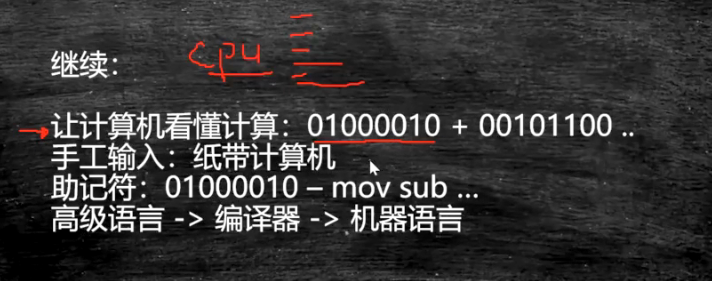 继续： cpu
让计算机看懂计算：01000010 + 00101100 ..
手工输入：纸带计算机
助记符：01000010 – mov sub ...
高级语言 -> 编译器 -> 机器语言